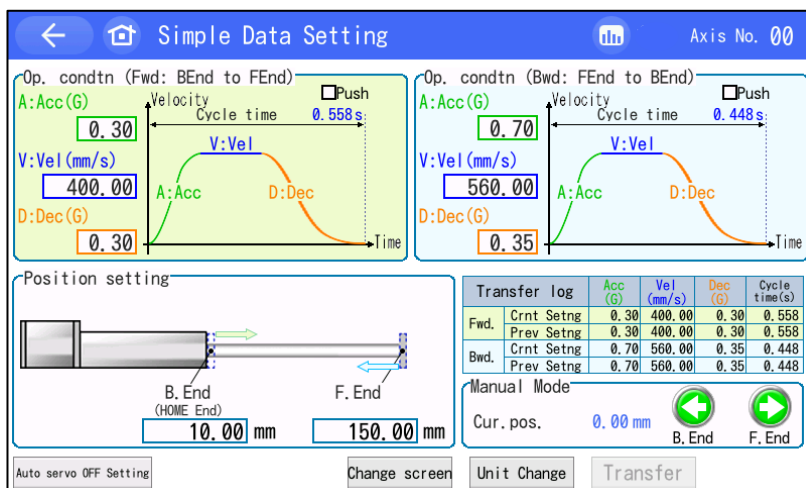 Simple Data Setting
Axis No. 00
Op. condtn (Fwd: BEnd to FEnd)
A:Acc(G)
0.30
V:Vel(mm/s)
400.00
D:Dec(G)
0.30
Velocity
Push
Cycle time
0.558s
V:Vel
A:Acc
D:Dec
Time
Op. condtn (Bwd: FEnd to BEnd)
A:Acc(G)
0.70
V:Vel(mm/s)
560.00
D:Dec(G)
0.35
Velocity
Push
Cycle time
0.448s
V:Vel
A:Acc
D:Dec
Time
Position setting
B.End
(HOME End)
10.00 mm
F.End
150.00 mm
Transfer log Acc (G) Vel (mm/s) Dec (G) Cycle time(s)
Fwd. Crnt Setng 0.30 400.00 0.30 0.558
Prev Setng 0.30 400.00 0.30 0.558
Bwd. Crnt Setng 0.70 560.00 0.35 0.448
Prev Setng 0.70 560.00 0.35 0.448
Manual Mode
Cur.pos. 0.00 mm
B.End
F.End
Auto servo OFF Setting
Change screen
Unit Change
Transfer